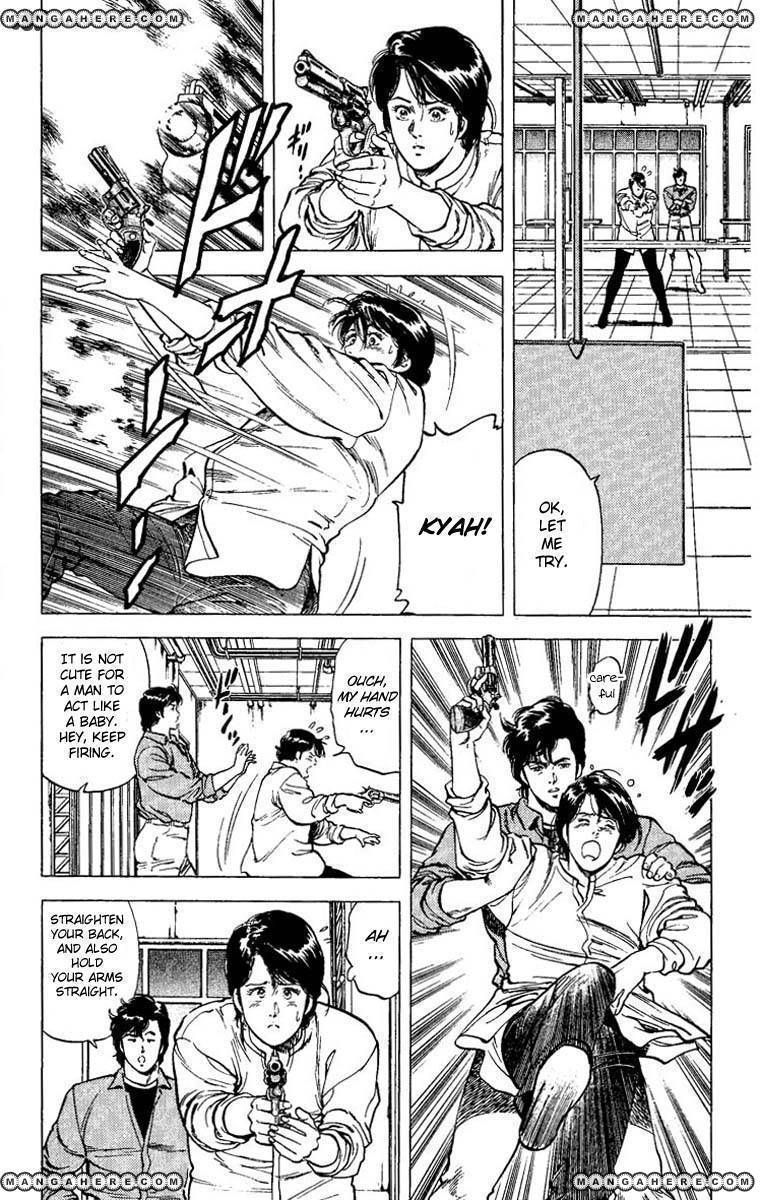 MANGAHERE.COM
MANGAHERE.COM
OK,
LET
ME
TRY.
ドン
KYAH!
care-
ful
OUCH,
MY HAND
HURTS
...
IT IS NOT
CUTE FOR
A MAN TO
ACT LIKE
A BABY.
HEY, KEEP
FIRING.
AH
...
STRAIGHTEN
YOUR BACK,
AND ALSO
HOLD
YOUR ARMS
STRAIGHT.
MANGAHERE.COM
MANGAHERE.COM